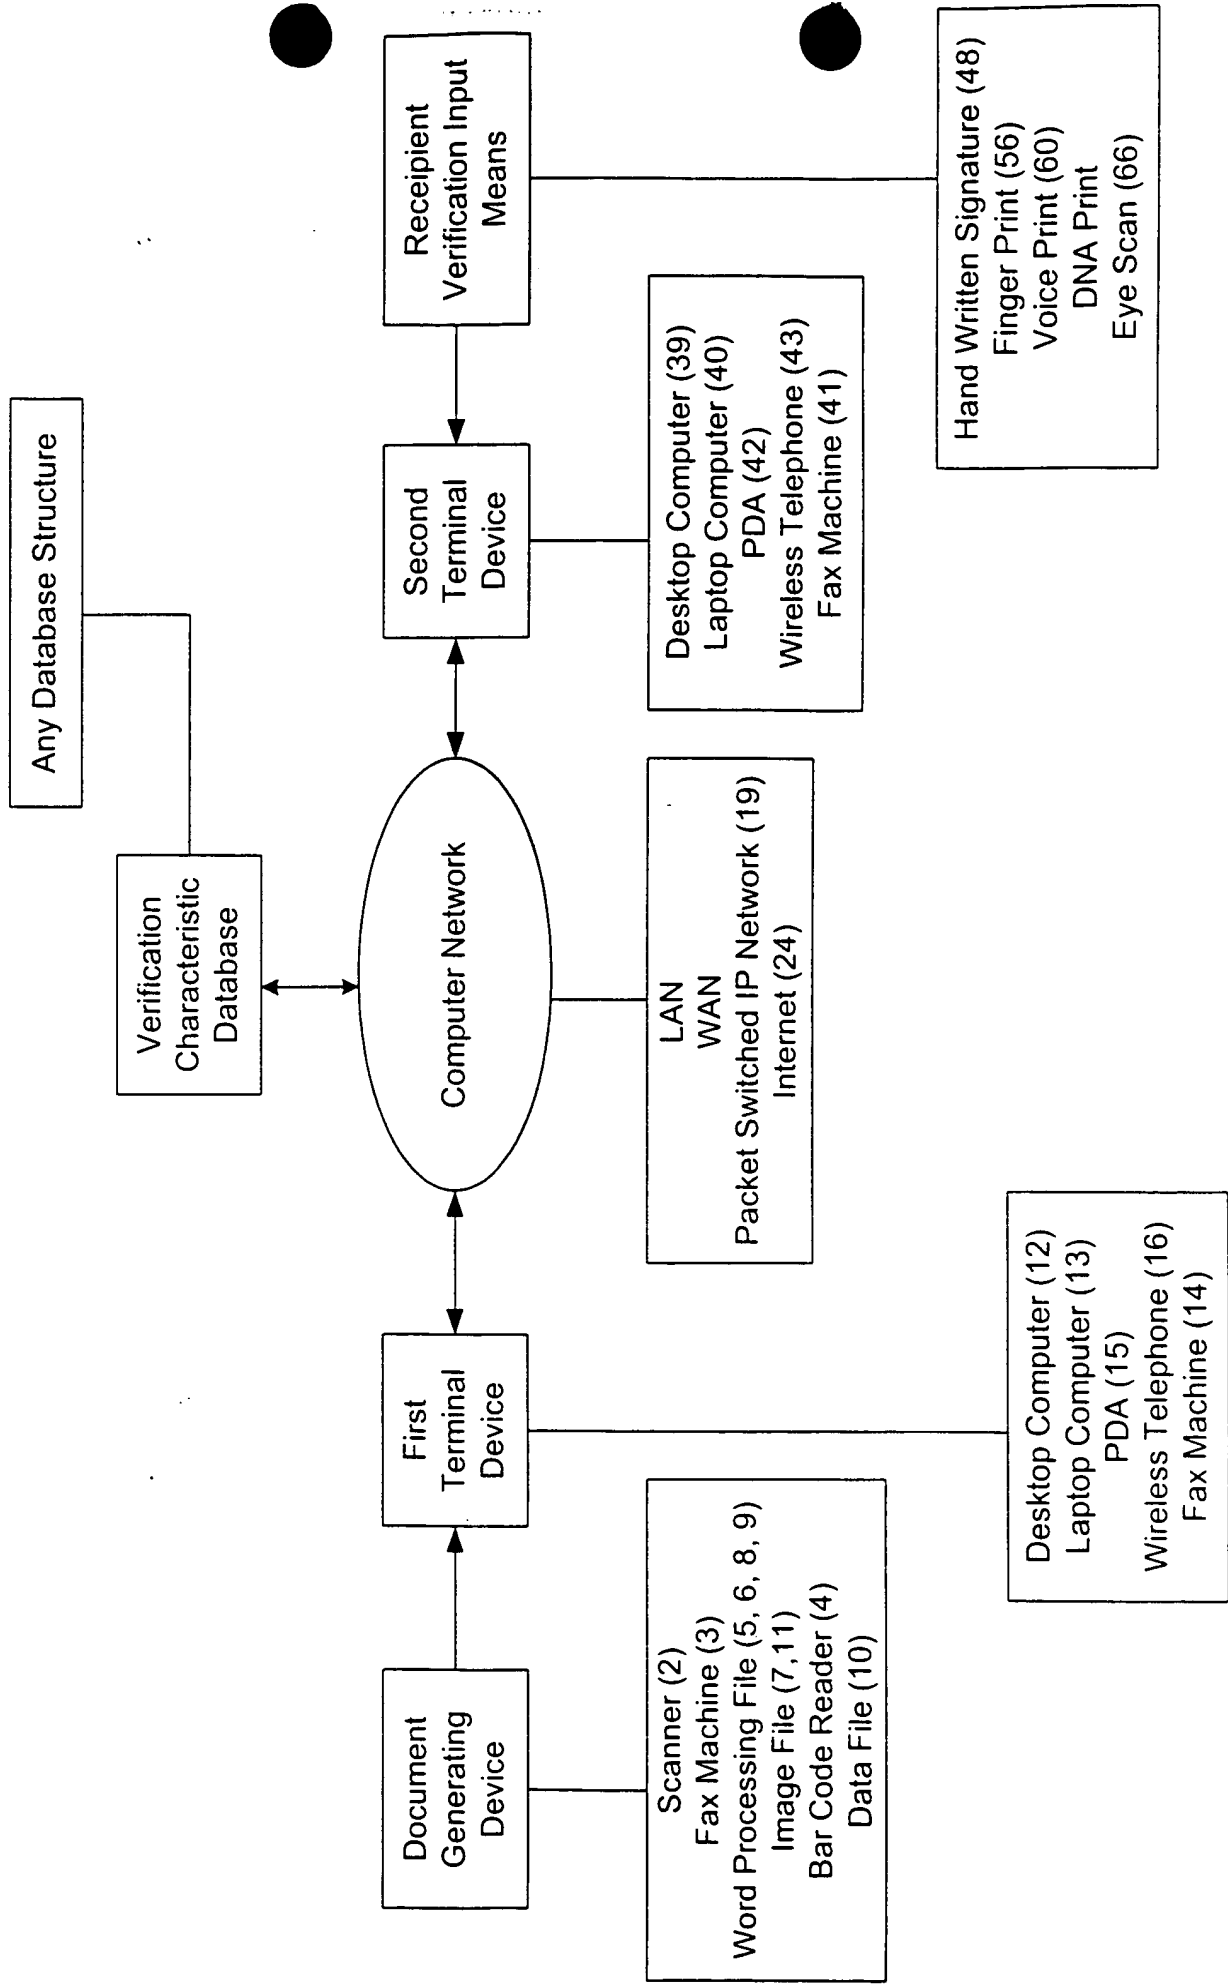 Any Database Structure
Verification
Characteristic
Database
Document
Generating
Device
First
Terminal
Device
Computer Network
Second
Terminal
Device
Receipient
Verification Input
Means
Scanner (2)
Fax Machine (3)
Word Processing File (5, 6, 8, 9)
Image File (7,11)
Bar Code Reader (4)
Data File (10)
LAN
WAN
Packet Switched IP Network (19)
Internet (24)
Desktop Computer (39)
Laptop Computer (40)
PDA (42)
Wireless Telephone (43)
Fax Machine (41)
Desktop Computer (12)
Laptop Computer (13)
PDA (15)
Wireless Telephone (16)
Fax Machine (14)
Hand Written Signature (48)
Finger Print (56)
Voice Print (60)
DNA Print
Eye Scan (66)